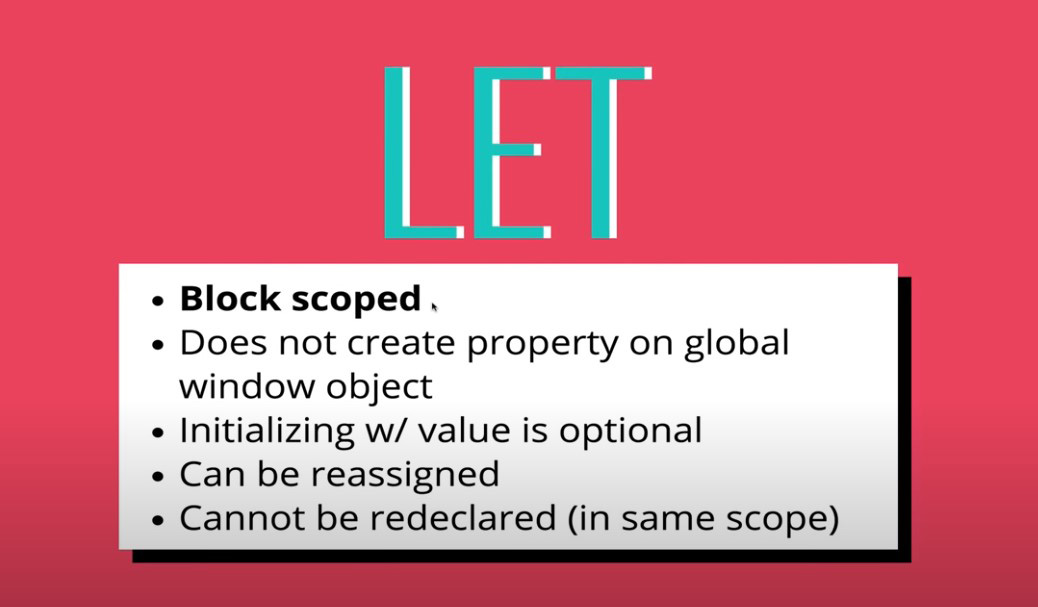 LET
• Block scoped
• Does not create property on global
window object
• Initializing w/ value is optional
• Can be reassigned
• Cannot be redeclared (in same scope)